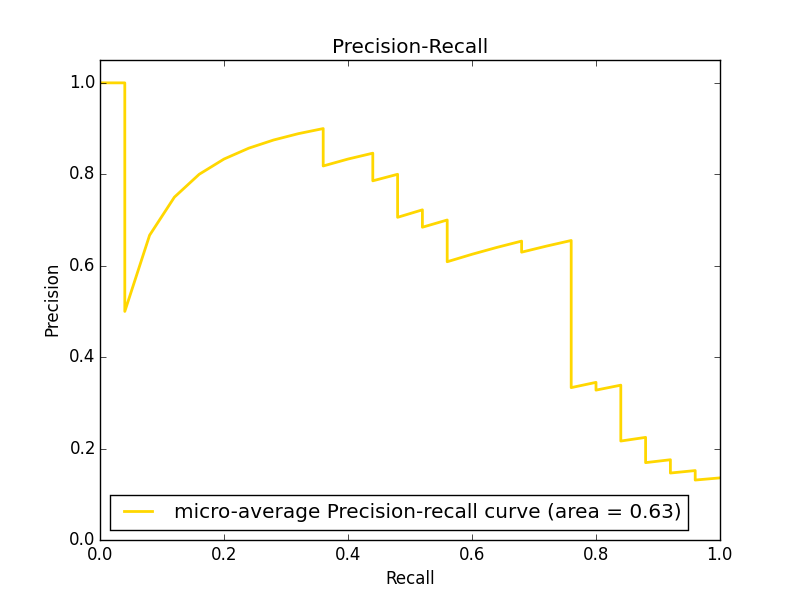 Precision-Recall
1.0
0.8
0.6
0.4
0.2
0.0
Precision
micro-average Precision-recall curve (area = 0.63)
0.0 0.2 0.4 0.6 0.8 1.0
Recall